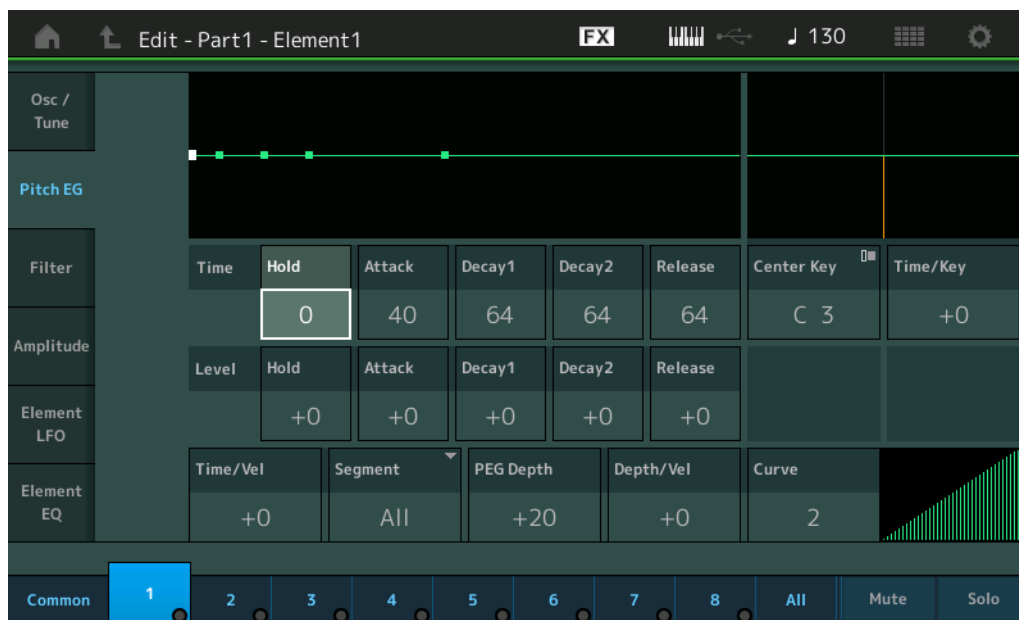 Edit - Part1 - Element1
FX
130
Osc /
Tune
Pitch EG
Filter
Amplitude
Element
LFO
Element
EQ
Time Hold Attack Decay1 Decay2 Release Center Key Time/Key
0 40 64 64 64 C 3 +0
Level Hold Attack Decay1 Decay2 Release
+0 +0 +0 +0 +0
Time/Vel Segment PEG Depth Depth/Vel Curve
+0 All +20 +0 2
Common 1 2 3 4 5 6 7 8 All Mute Solo